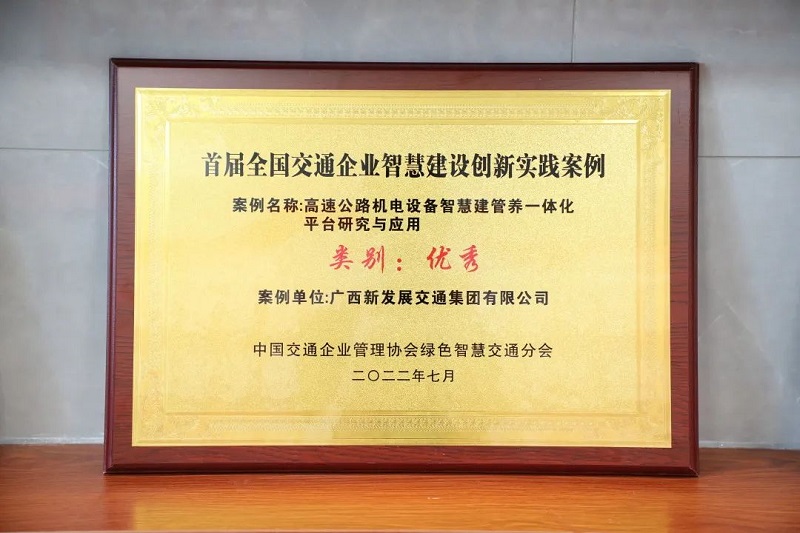 首届全国交通企业智慧建设创新实践案例
案例名称:高速公路机电设备智慧建管养一体化
平台研究与应用
类别：优秀
案例单位:广西新发展交通集团有限公司
中国交通企业管理协会绿色智慧交通分会
二〇二二年七月